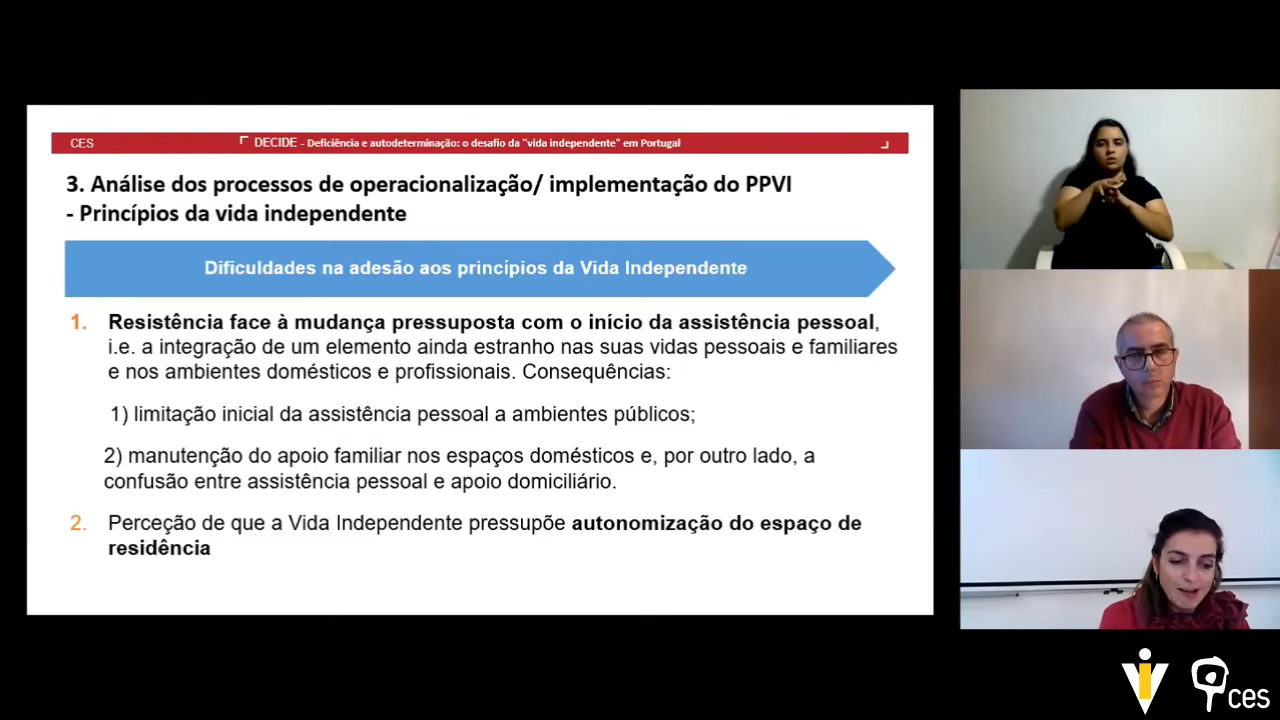 CES
DECIDE - Deficiência e autodeterminação: o desafio da "vida independente" em Portugal
3. Análise dos processos de operacionalização/ implementação do PPVI
- Princípios da vida independente
Dificuldades na adesão aos princípios da Vida Independente
1. Resistência face à mudança pressuposta com o início da assistência pessoal,
i.e. a integração de um elemento ainda estranho nas suas vidas pessoais e familiares
e nos ambientes domésticos e profissionais. Consequências:
1) limitação inicial da assistência pessoal a ambientes públicos;
2) manutenção do apoio familiar nos espaços domésticos e, por outro lado, a
confusão entre assistência pessoal e apoio domiciliário.
2. Perceção de que a Vida Independente pressupõe autonomização do espaço de
residência
iV
ces